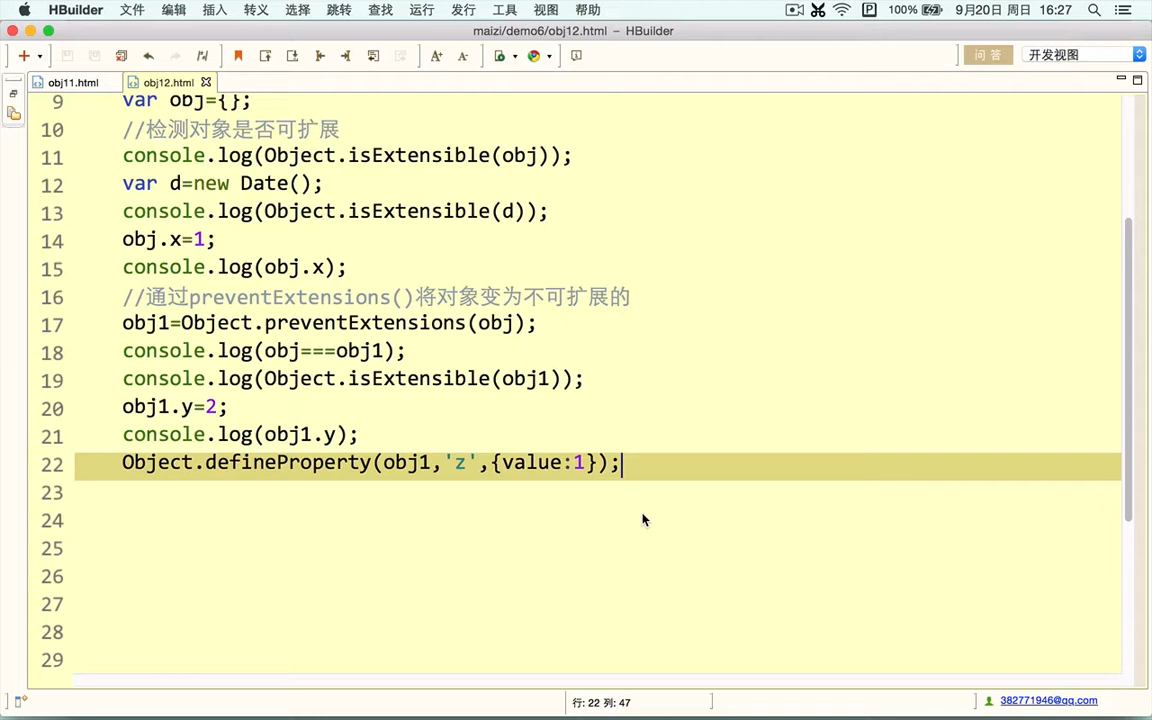 HBuilder 文件 编辑 插入 转义 选择 跳转 查找 运行 发行 工具 视图 帮助 P 100% 9月20日 周日 16:27
maizi/demo6/obj12.html – HBuilder
A+ A- 问 答 开发视图
obj11.html obj12.html
9 var obj={};
10 //检测对象是否可扩展
11 console.log(Object.isExtensible(obj));
12 var d=new Date();
13 console.log(Object.isExtensible(d));
14 obj.x=1;
15 console.log(obj.x);
16 //通过preventExtensions()将对象变为不可扩展的
17 obj1=Object.preventExtensions(obj);
18 console.log(obj===obj1);
19 console.log(Object.isExtensible(obj1));
20 obj1.y=2;
21 console.log(obj1.y);
22 Object.defineProperty(obj1,'z',{value:1});
23
24
25
26
27
28
29
行: 22 列: 47 382771946@qq.com